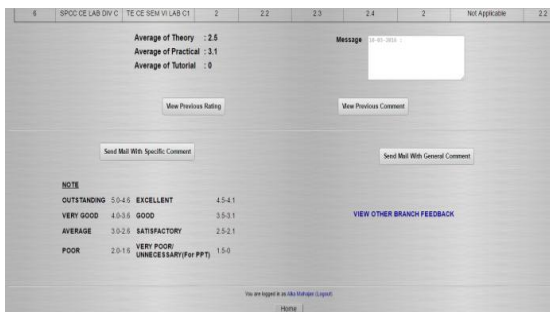 6 SPCC CE LAB DIV C TE CE SEM VI LAB C1 2 2.2 2.3 2.4 2 Not Applicable 2.2
Average of Theory : 2.5
Average of Practical : 3.1
Average of Tutorial : 0
Message
View Previous Rating
View Previous Comment
Send Mail With Specific Comment
Send Mail With General Comment
NOTE
OUTSTANDING 5.0-4.6 EXCELLENT 4.5-4.1
VERY GOOD 4.0-3.6 GOOD 3.5-3.1
AVERAGE 3.0-2.6 SATISFACTORY 2.5-2.1
POOR 2.0-1.6 VERY POOR/
UNNECESSARY(For PPT) 1.5-0
VIEW OTHER BRANCH FEEDBACK
You are logged in as Alka Mahajan (Logout)
Home